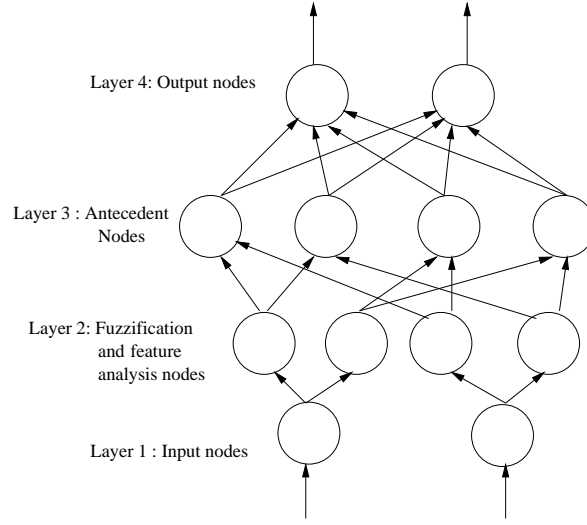 Layer 4: Output nodes
Layer 3 : Antecedent
Nodes
Layer 2: Fuzzification
and feature
analysis nodes
Layer 1 : Input nodes